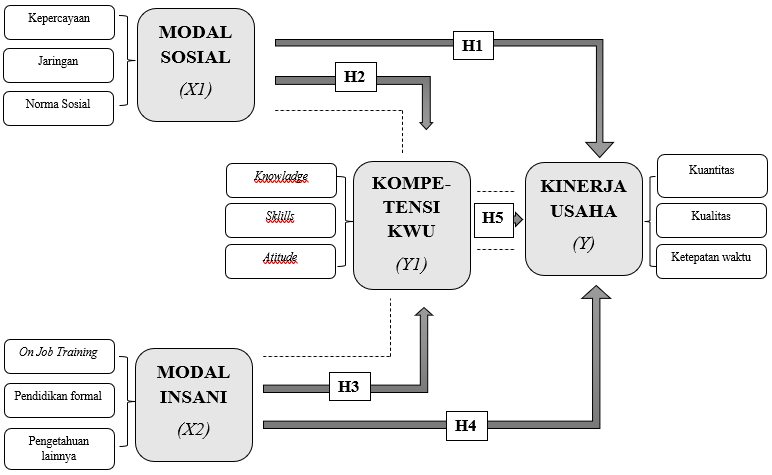 Kepercayaan
Jaringan
Norma Sosial
MODAL
SOSIAL
(X1)
H1
H2
Knowladge
Sklills
Atitude
KOMPE-
TENSI
KWU
(Y1)
H5
KINERJA
USAHA
(Y)
Kuantitas
Kualitas
Ketepatan waktu
On Job Training
Pendidikan formal
Pengetahuan
lainnya
MODAL
INSANI
(X2)
H3
H4